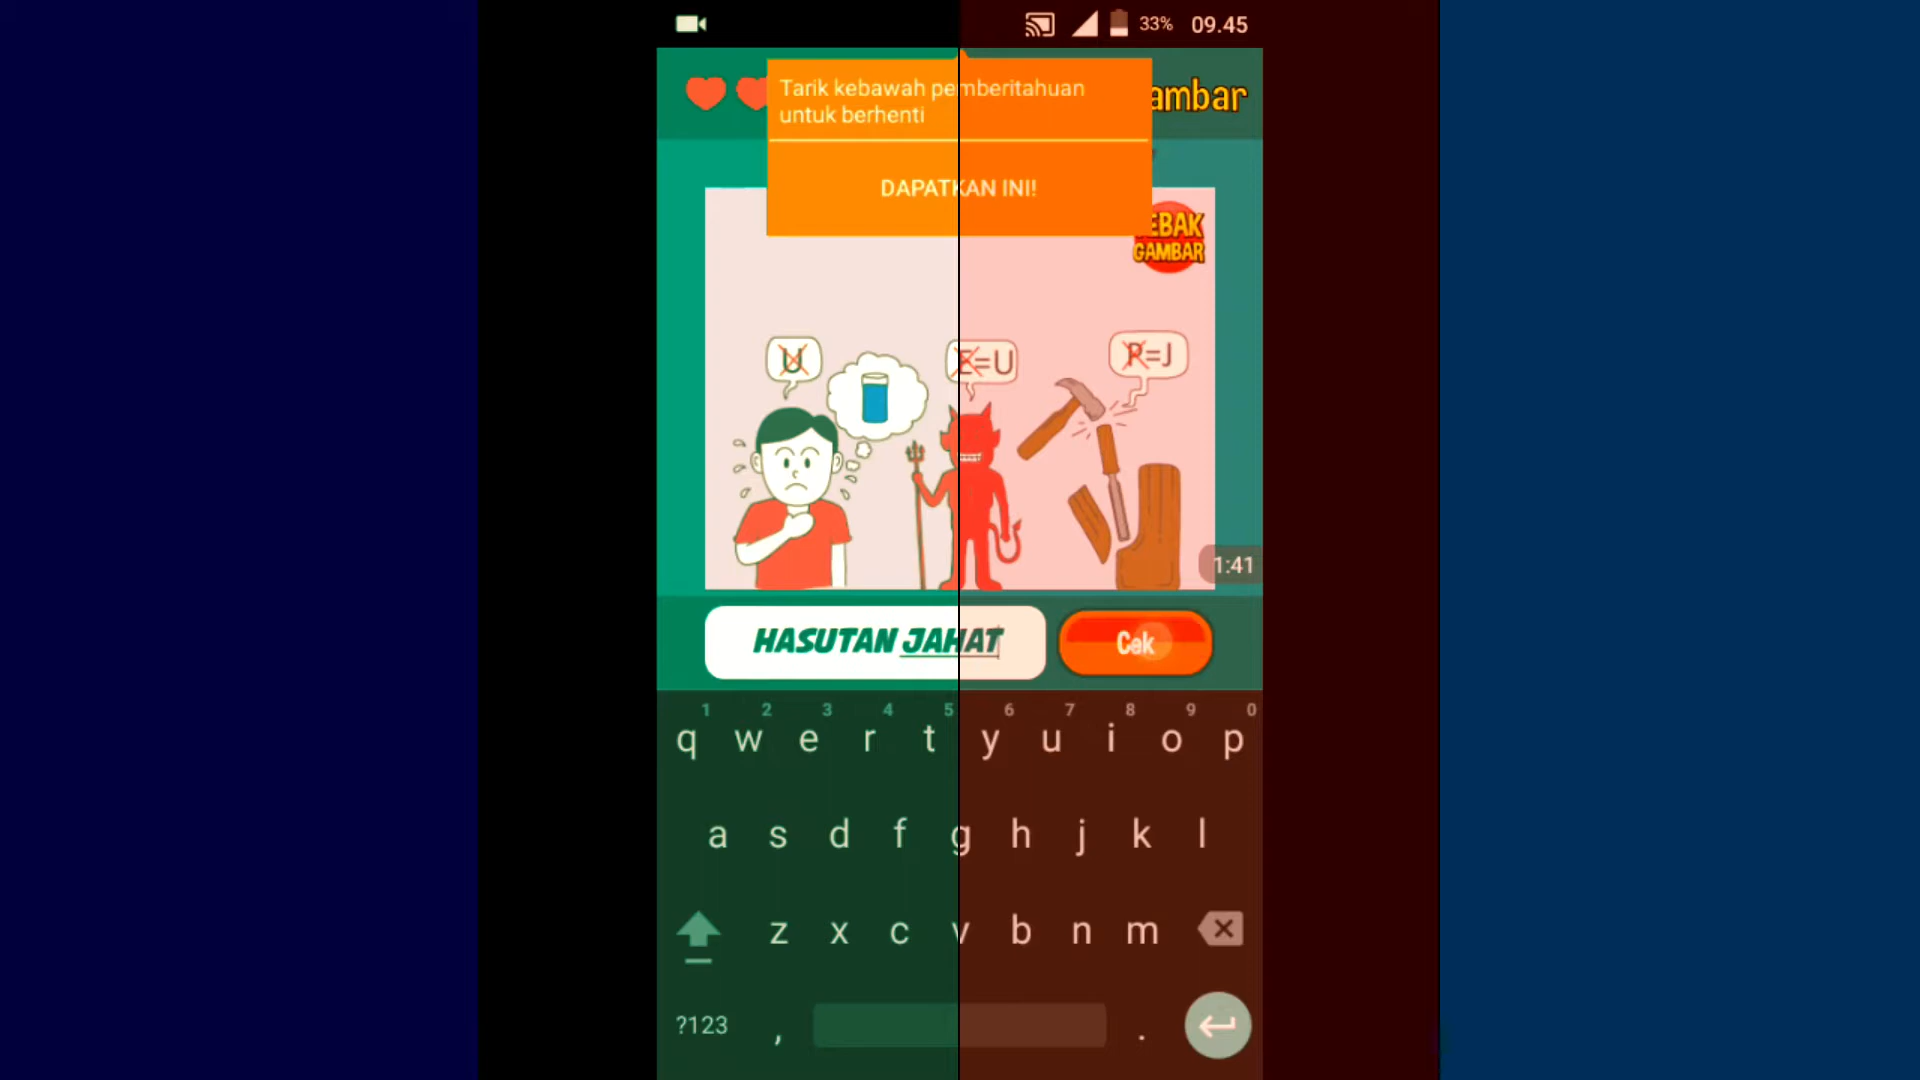 33% 09.45
Tarik kebawah pemberitahuan
untuk berhenti
ambar
DAPATKAN INI!
EBAK
GAMBAR
U
E=U
P=J
1:41
HASUTAN JAHAT
Cek
1 2 3 4 5 6 7 8 9 0
q w e r t y u i o p
a s d f g h j k l
z x c v b n m
?123 , .